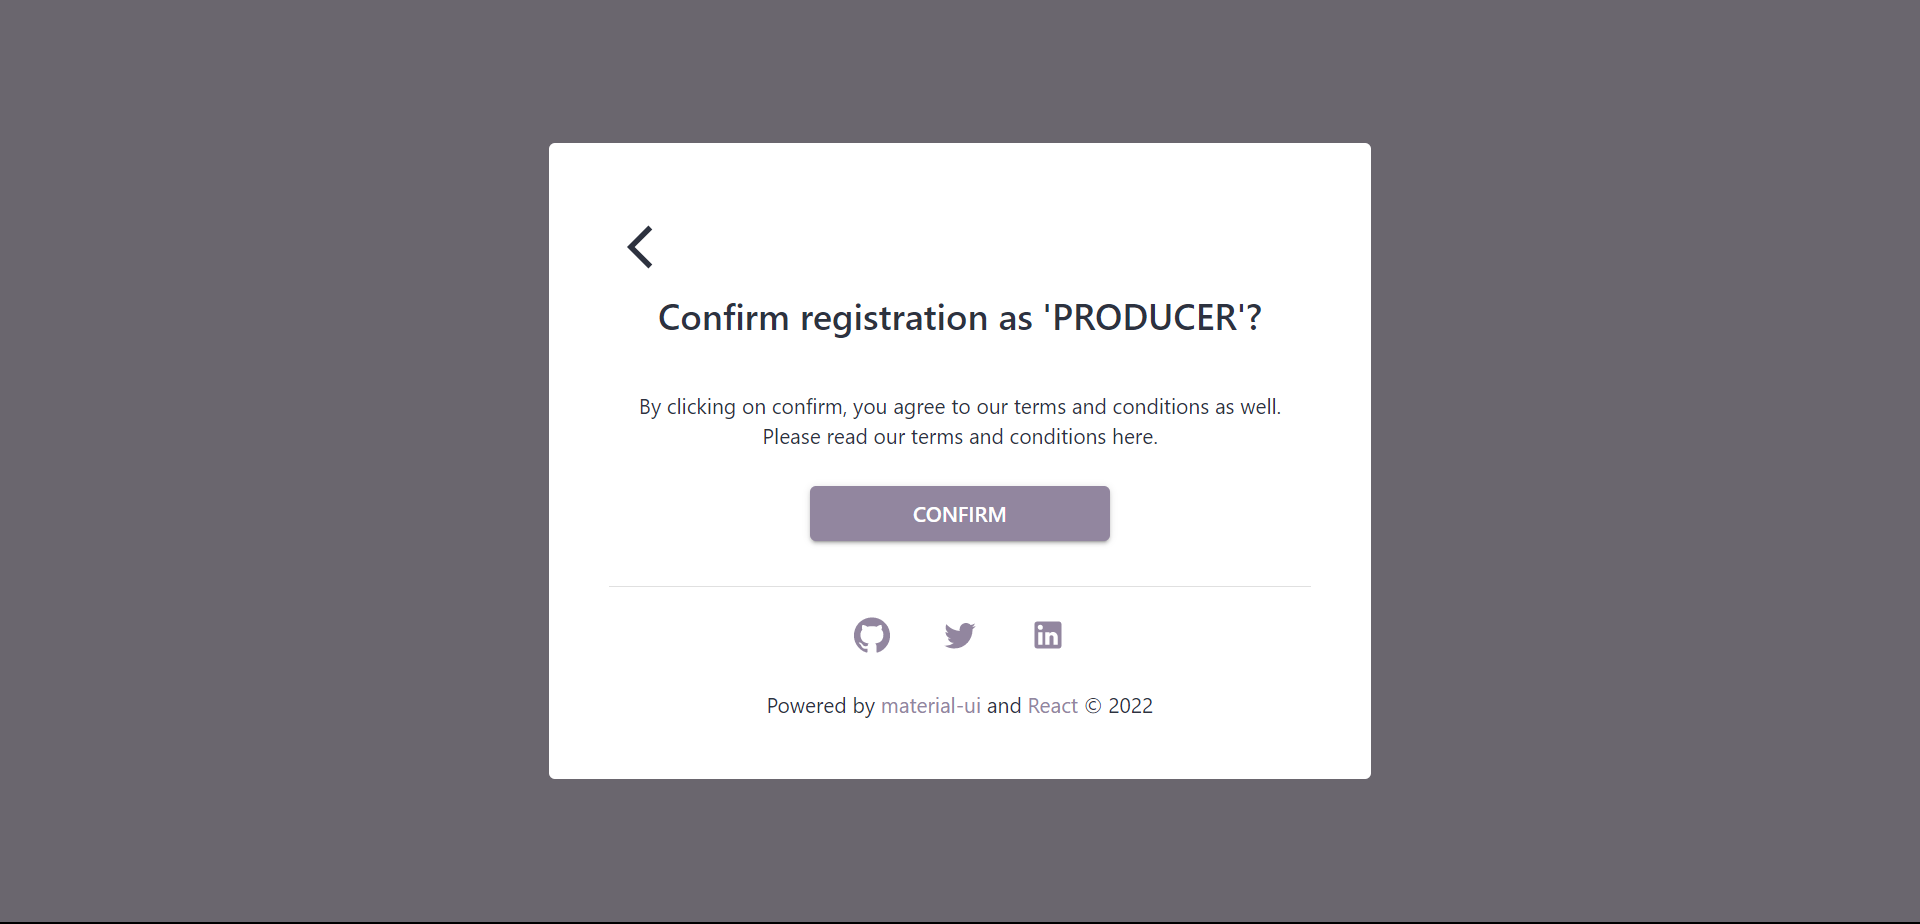 Confirm registration as 'PRODUCER'?
By clicking on confirm, you agree to our terms and conditions as well.
Please read our terms and conditions here.
CONFIRM
in
Powered by material-ui and React © 2022